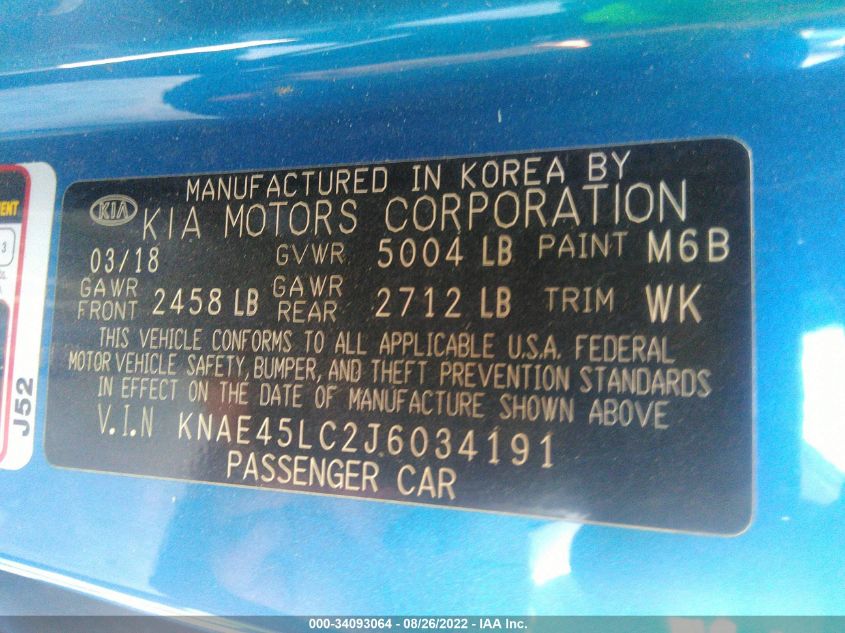 MANUFACTURED IN KOREA BY
KIA KIA MOTORS CORPORATION
03/18 GVWR 5004 LB PAINT M6B
GAWR FRONT 2458 LB GAWR REAR 2712 LB TRIM WK
THIS VEHICLE CONFORMS TO ALL APPLICABLE U.S.A. FEDERAL
MOTOR VEHICLE SAFETY, BUMPER, AND THEFT PREVENTION STANDARDS
IN EFFECT ON THE DATE OF MANUFACTURE SHOWN ABOVE
V.I.N KNAE45LC2J6034191
PASSENGER CAR
3
J52
000-34093064 - 08/26/2022 - IAA Inc.